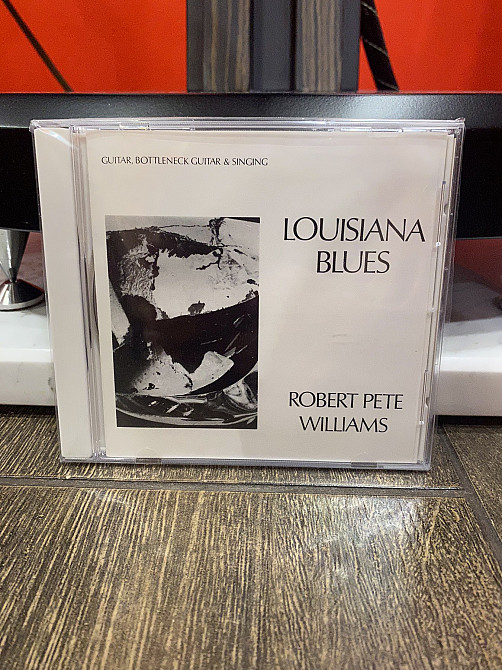 GUITAR, BOTTLENECK GUITAR & SINGING
LOUISIANA
BLUES
ROBERT PETE
WILLIAMS